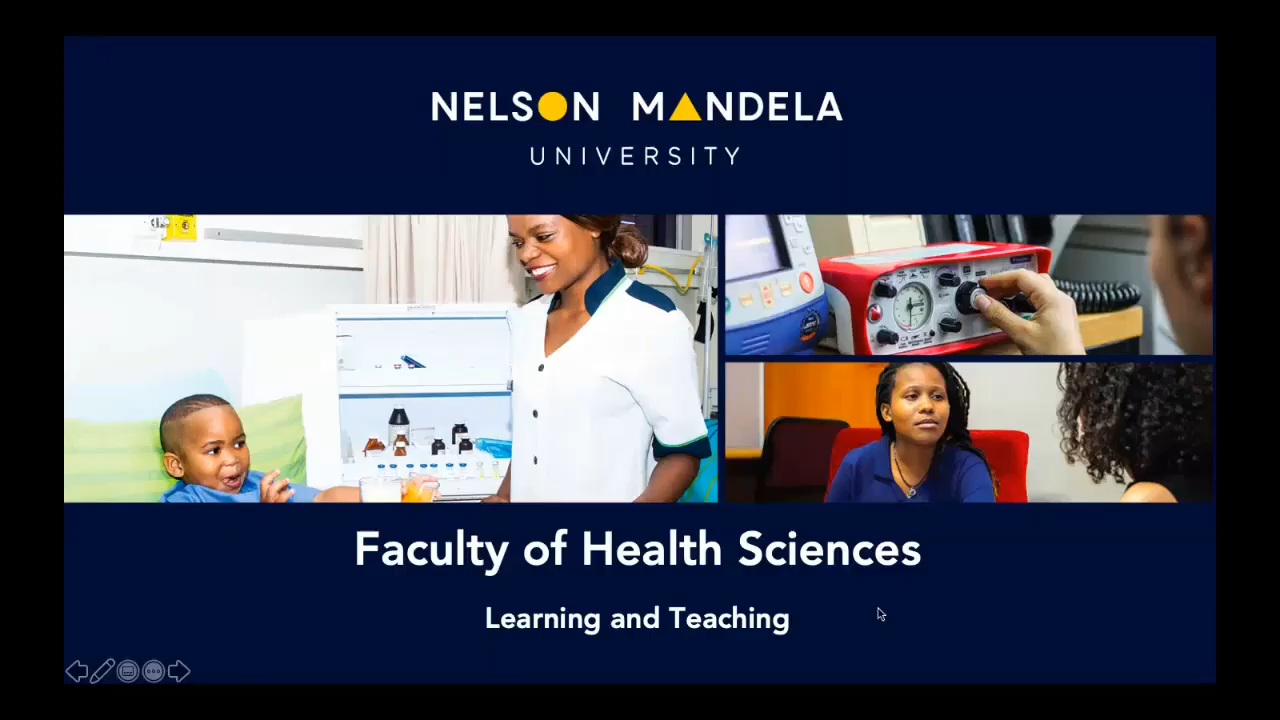 NELSON MANDELA
UNIVERSITY
Faculty of Health Sciences
Learning and Teaching